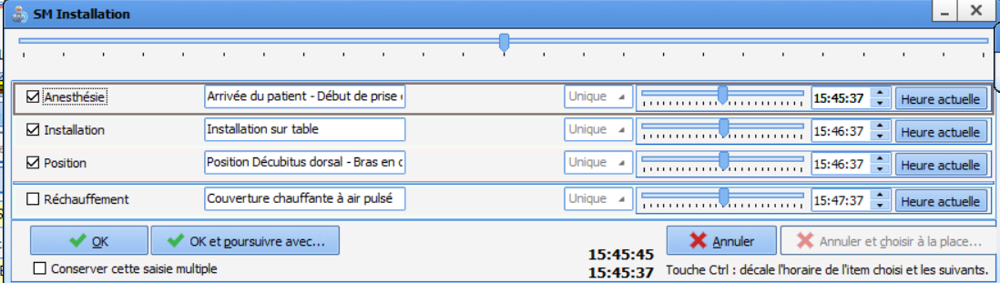 SM Installation
Anesthésie Arrivée du patient - Début de prise Unique 15:45:37 Heure actuelle
Installation Installation sur table Unique 15:46:37 Heure actuelle
Position Position Décubitus dorsal - Bras en Unique 15:46:37 Heure actuelle
Réchauffement Couverture chauffante à air pulsé Unique 15:47:37 Heure actuelle
OK OK et poursuivre avec... 15:45:45 Annuler Annuler et choisir à la place...
Conserver cette saisie multiple 15:45:37 Touche Ctrl : décale l'horaire de l'item choisi et les suivants.